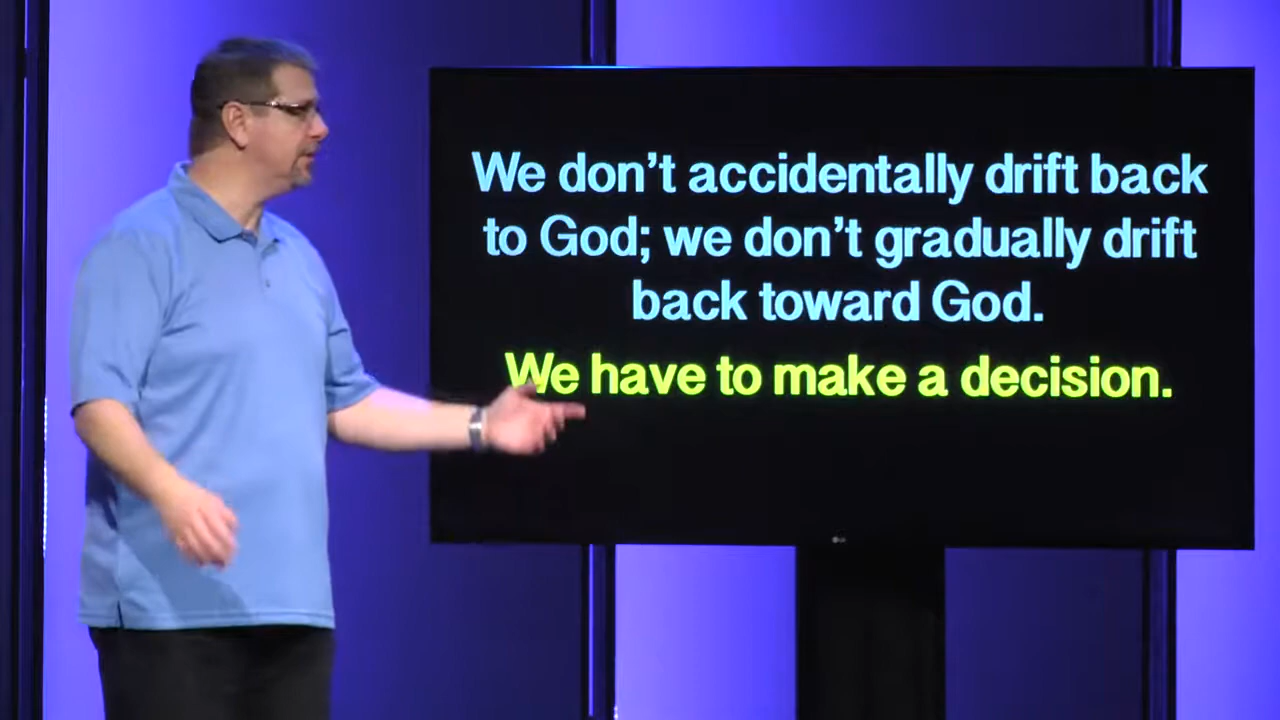 We don’t accidentally drift back
to God; we don’t gradually drift
back toward God.
We have to make a decision.
LG